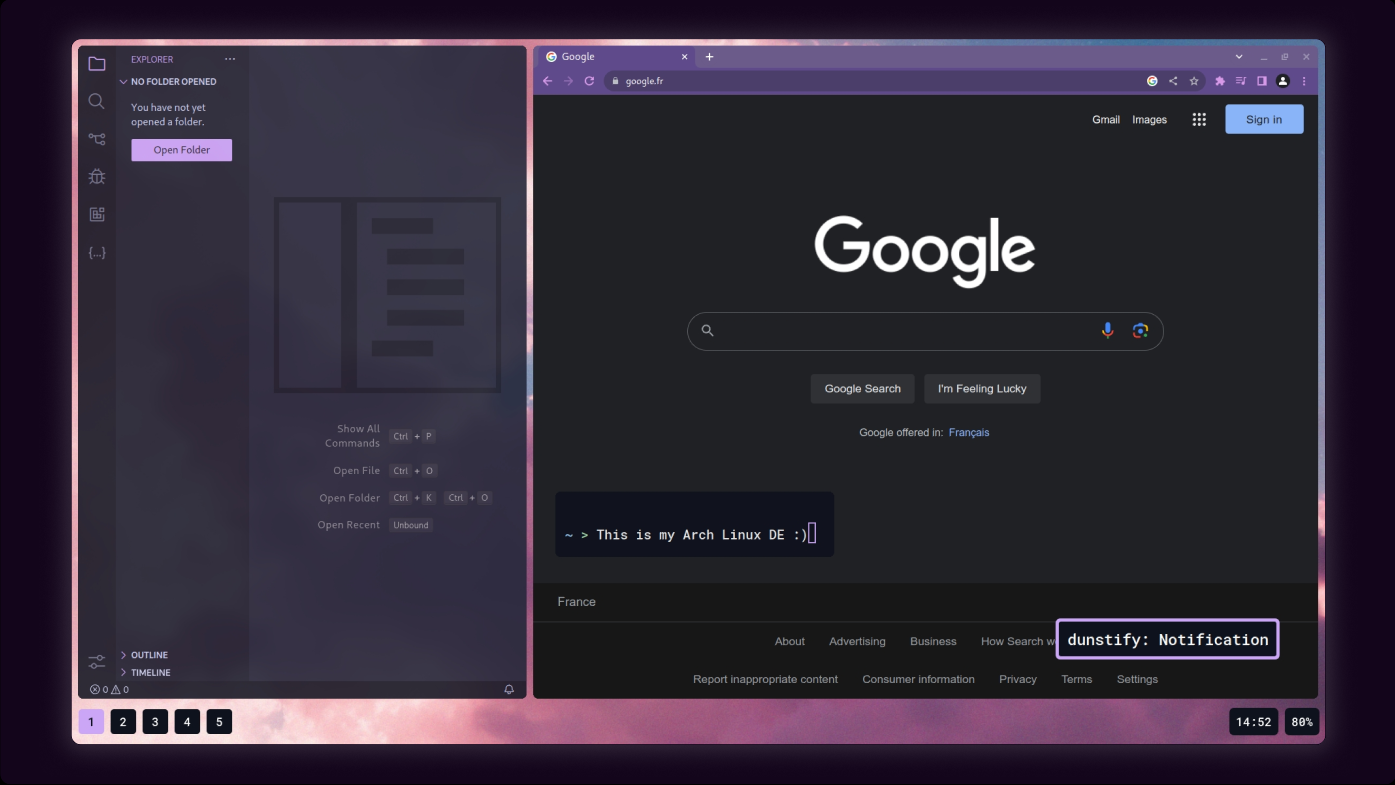 EXPLORER
NO FOLDER OPENED
You have not yet
opened a folder.
Open Folder
Show All
Commands Ctrl + P
Open File Ctrl + O
Open Folder Ctrl + K Ctrl + O
Open Recent Unbound
OUTLINE
TIMELINE
0 0
Google
google.fr
Gmail Images Sign in
Google
Google Search I'm Feeling Lucky
Google offered in: Français
~ > This is my Arch Linux DE :)
France
About Advertising Business How Search w
dunstify: Notification
Report inappropriate content Consumer information Privacy Terms Settings
1 2 3 4 5
14:52 80%